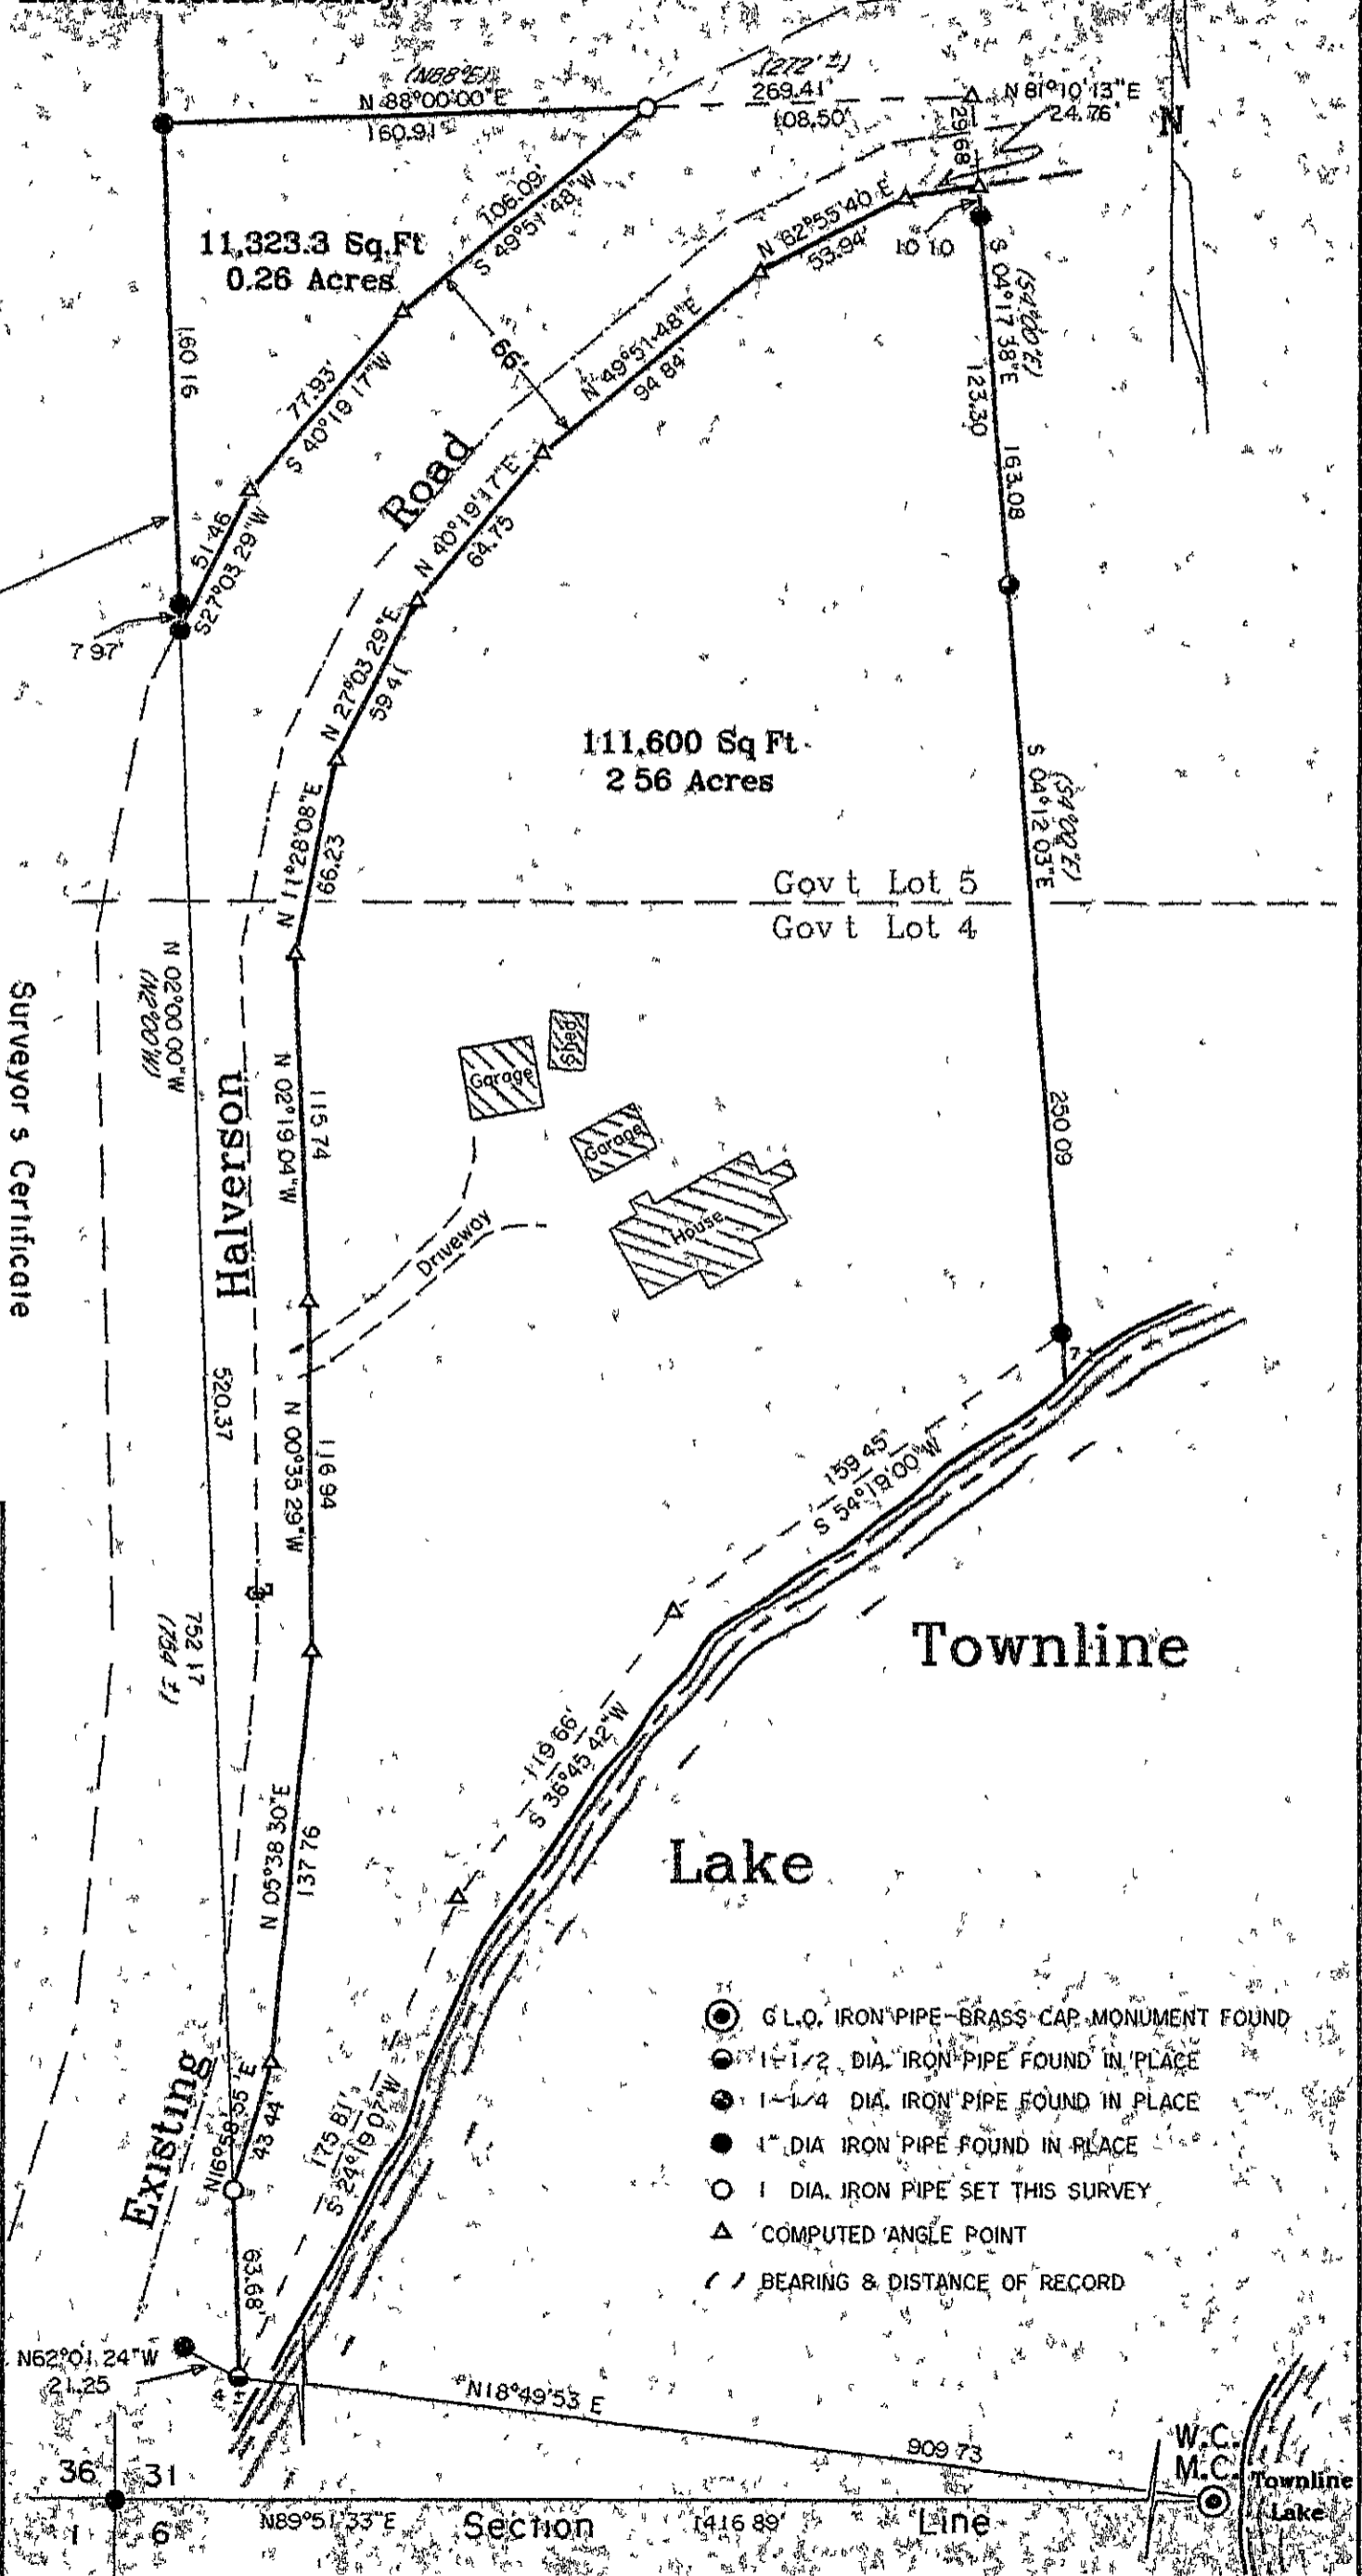 (N88°E)
N 88°00'00"E
160.91
(272'±)
269.41'
108.50'
N 81°10'13"E
24.76'
N
29.68
106.09'
S 49°51'48"W
11,323.3 Sq.Ft
0.26 Acres
N 62°55'40 E
53.94'
10 10
(S4°00'E)
S 04°17 38"E
123.30
163.08
160 16
66'
N 49°51'48"E
94 84'
77.93'
S 40°19 17"W
Road
N 40°19'17"E
64.75
51.46
S27°03 29"W
7 97'
N 27°03 29"E
59 41
111,600 Sq Ft.
2 56 Acres
(S4°00'E)
S 04°12 03"E
N 11°28'08"E
66.23
Gov t Lot 5
Gov t Lot 4
N 02°00 00"W
(N2°00'W)
Surveyor s Certificate
Shed
Garage
Garage
House
Driveway
Halverson
N 02°19 04"W
115 74
250 09
520.37
N 00°35 29"W
116 94
7±
159 45'
S 54°19'00"W
℄
752 17
(754 ±)
Townline
119 66'
S 36°45 42"W
Lake
N 05°38 30"E
137 76
G L.O. IRON PIPE-BRASS CAP MONUMENT FOUND
1-1/2 DIA. IRON PIPE FOUND IN PLACE
1-1/4 DIA. IRON PIPE FOUND IN PLACE
1" DIA IRON PIPE FOUND IN PLACE
1 DIA. IRON PIPE SET THIS SURVEY
COMPUTED ANGLE POINT
( ) BEARING & DISTANCE OF RECORD
Existing
N16°58'55"E
43 44'
175 81'
S 24°19 07"W
63.68'
N62°01 24"W
21.25
N18°49'53 E
909 73
W.C.
M.C.
Townline
Lake
36 31
1 6
N89°51'33"E
Section
1416 89'
Line